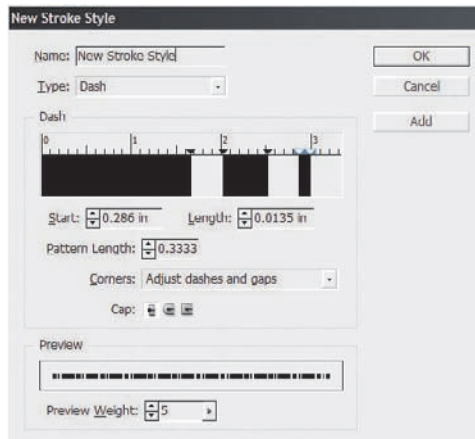 New Stroke Style
Name: New Stroke Style
OK
Type: Dash
Cancel
Add
Dash
0 1 2 3
Start: 0.286 in Length: 0.0135 in
Pattern Length: 0.3333
Corners: Adjust dashes and gaps
Cap:
Preview
Preview Weight: 5